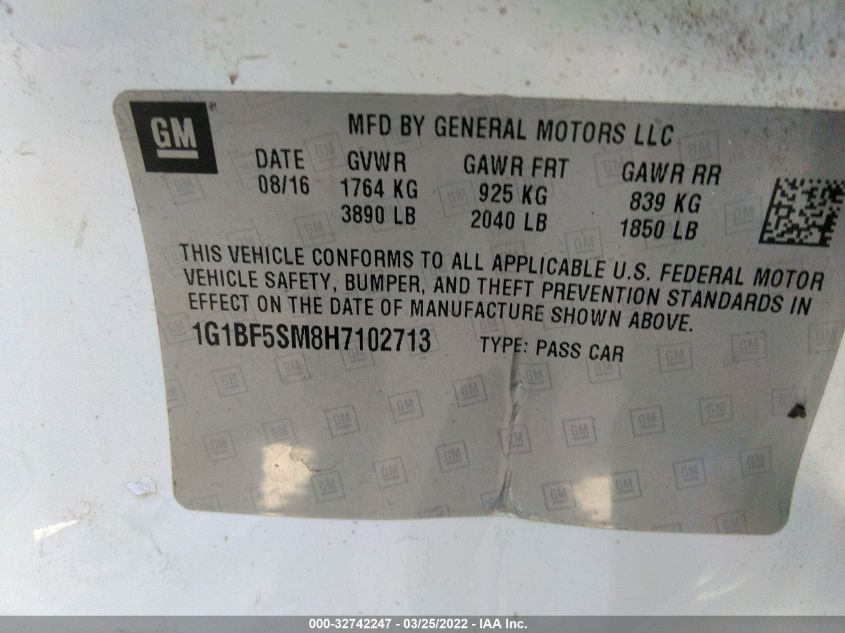 GM
MFD BY GENERAL MOTORS LLC
DATE GVWR GAWR FRT GAWR RR
08/16 1764 KG 925 KG 839 KG
3890 LB 2040 LB 1850 LB
THIS VEHICLE CONFORMS TO ALL APPLICABLE U.S. FEDERAL MOTOR
VEHICLE SAFETY, BUMPER, AND THEFT PREVENTION STANDARDS IN
EFFECT ON THE DATE OF MANUFACTURE SHOWN ABOVE.
1G1BF5SM8H7102713 TYPE: PASS CAR
000-32742247 - 03/25/2022 - IAA Inc.